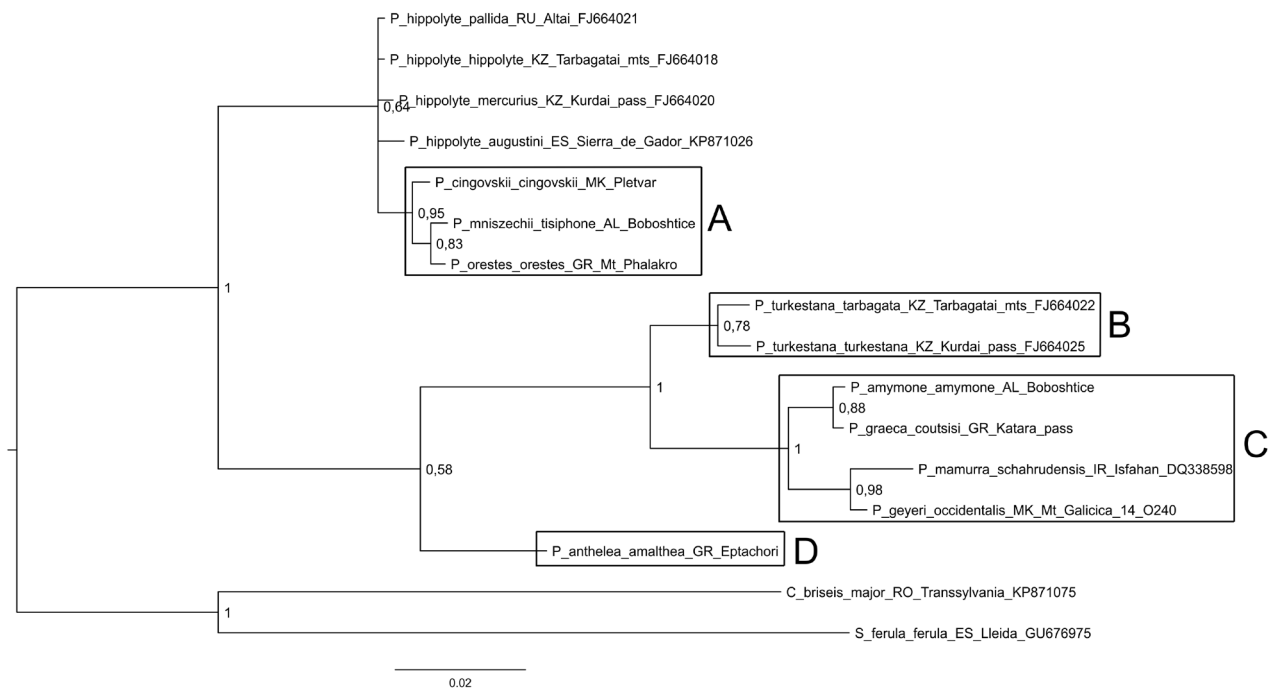 P_hippolyte_pallida_RU_Altai_FJ664021
P_hippolyte_hippolyte_KZ_Tarbagatai_mts_FJ664018
P_hippolyte_mercurius_KZ_Kurdai_pass_FJ664020
0,64
P_hippolyte_augustini_ES_Sierra_de_Gador_KP871026
P_cingovskii_cingovskii_MK_Pletvar
0,95
P_mniszechii_tisiphone_AL_Boboshtice
A
0,83
P_orestes_orestes_GR_Mt_Phalakro
1
P_turkestana_tarbagata_KZ_Tarbagatai_mts_FJ664022
0,78
B
P_turkestana_turkestana_KZ_Kurdai_pass_FJ664025
1
P_amymone_amymone_AL_Boboshtice
0,88
P_graeca_coutsisi_GR_Katara_pass
1
C
0,58
P_mamurra_schahrudensis_IR_Isfahan_DQ338598
0,98
P_geyeri_occidentalis_MK_Mt_Galicica_14_O240
P_anthelea_amalthea_GR_Eptachori
D
C_briseis_major_RO_Transsylvania_KP871075
1
S_ferula_ferula_ES_Lleida_GU676975
0.02